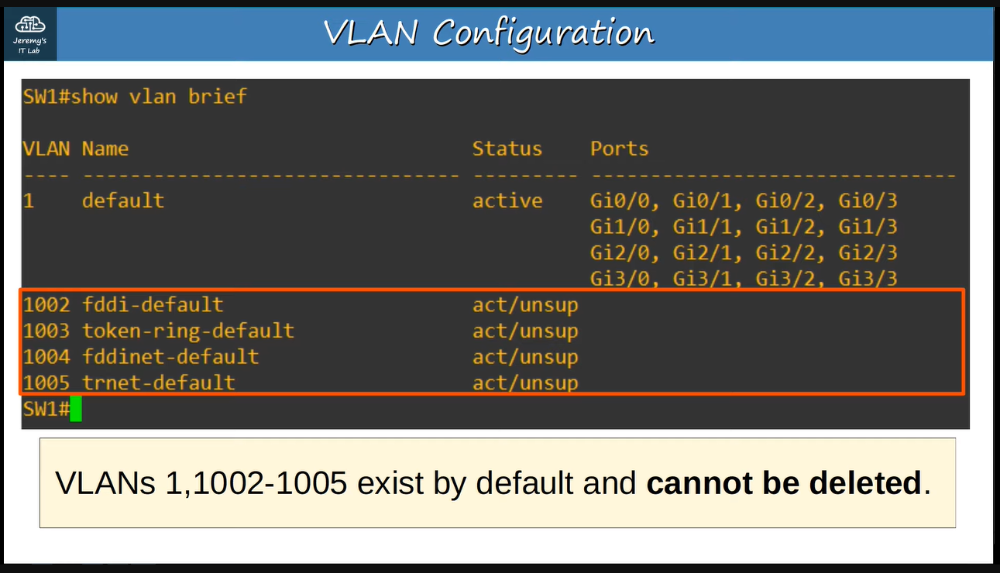 Jeremy's
IT Lab
VLAN Configuration
SW1#show vlan brief
VLAN Name                             Status    Ports
---- -------------------------------- --------- -------------------------------
1    default                          active    Gi0/0, Gi0/1, Gi0/2, Gi0/3
                                                Gi1/0, Gi1/1, Gi1/2, Gi1/3
                                                Gi2/0, Gi2/1, Gi2/2, Gi2/3
                                                Gi3/0, Gi3/1, Gi3/2, Gi3/3
1002 fddi-default                     act/unsup
1003 token-ring-default               act/unsup
1004 fddinet-default                  act/unsup
1005 trnet-default                    act/unsup
SW1#
VLANs 1,1002-1005 exist by default and cannot be deleted.